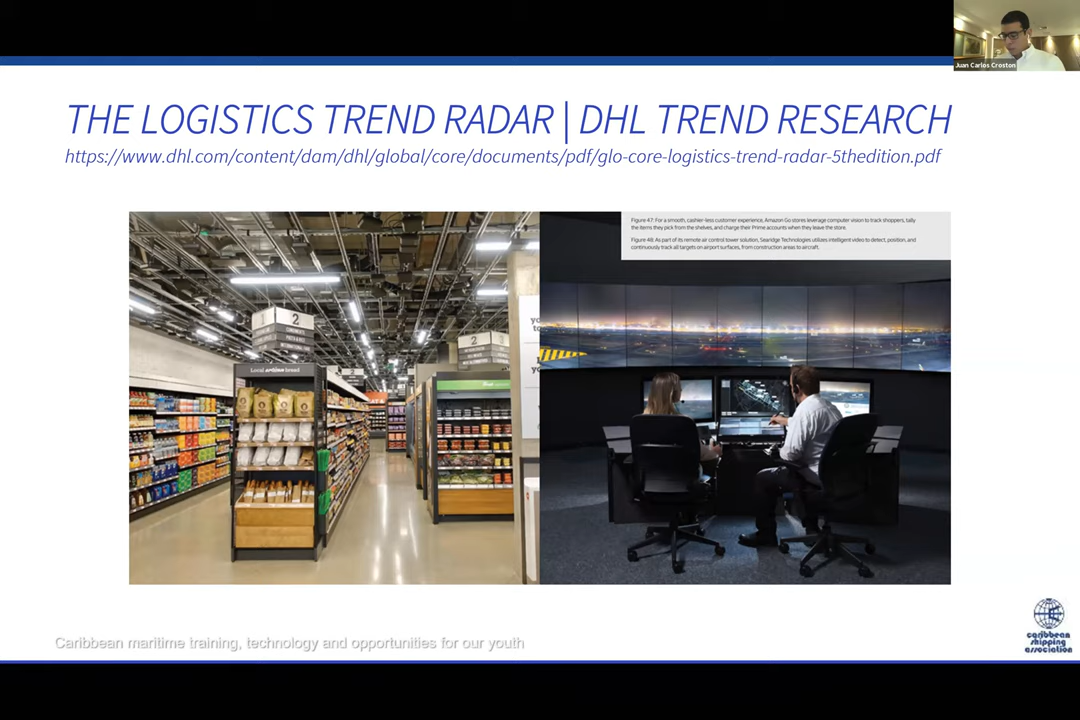 Juan Carlos Croston
THE LOGISTICS TREND RADAR | DHL TREND RESEARCH
https://www.dhl.com/content/dam/dhl/global/core/documents/pdf/glo-core-logistics-trend-radar-5thedition.pdf
Figure 47: For a smooth, cashier-less customer experience, Amazon Go stores leverage computer vision to track shoppers, tally
the items they pick from the shelves, and charge their Prime accounts when they leave the store.
Figure 48: As part of its remote air control tower solution, Searidge Technologies utilizes intelligent video to detect, position, and
continuously track all targets on airport surfaces, from construction areas to aircraft.
2
2
Local artisan bread
Caribbean maritime training, technology and opportunities for our youth
caribbean
shipping
association